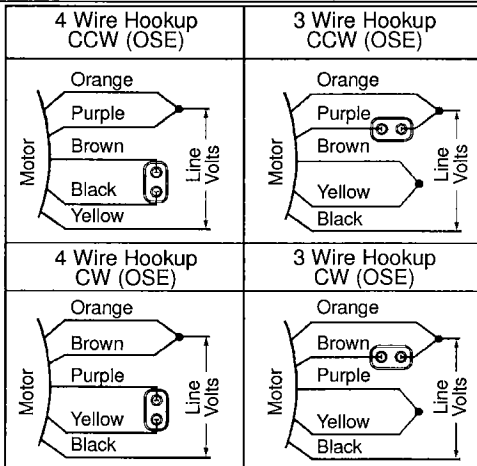 4 Wire Hookup
CCW (OSE)
Orange
Purple
Brown
Black
Yellow
Motor
Line
Volts
3 Wire Hookup
CCW (OSE)
Orange
Purple
Brown
Yellow
Black
Motor
Line
Volts
4 Wire Hookup
CW (OSE)
Orange
Brown
Purple
Yellow
Black
Motor
Line
Volts
3 Wire Hookup
CW (OSE)
Orange
Brown
Purple
Yellow
Black
Motor
Line
Volts